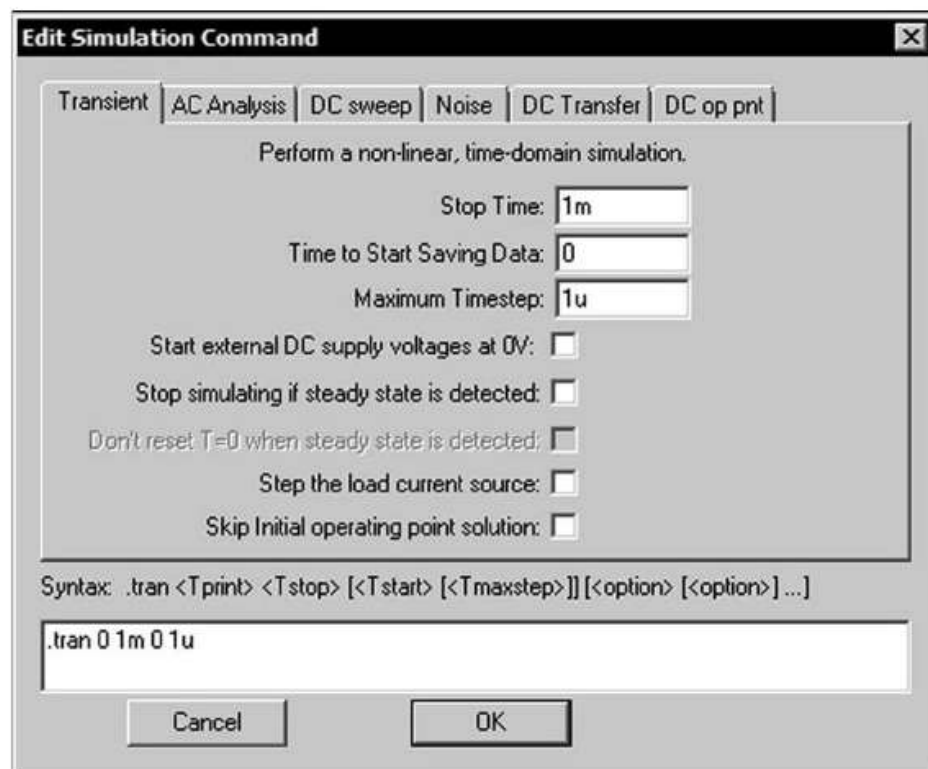 Edit Simulation Command
Transient AC Analysis DC sweep Noise DC Transfer DC op pnt
Perform a non-linear, time-domain simulation.
Stop Time: 1m
Time to Start Saving Data: 0
Maximum Timestep: 1u
Start external DC supply voltages at 0V:
Stop simulating if steady state is detected:
Don't reset T=0 when steady state is detected:
Step the load current source:
Skip Initial operating point solution:
Syntax: .tran <Tprint> <Tstop> [<Tstart> [<Tmaxstep>]] [<option> [<option>] ...]
.tran 0 1m 0 1u
Cancel OK